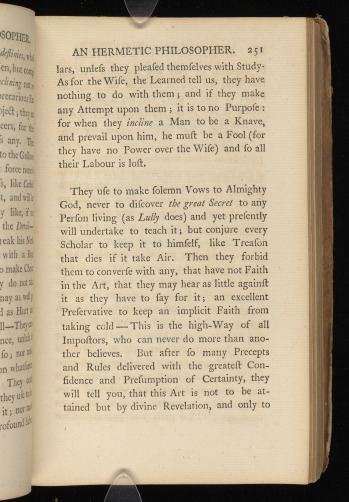 AN HERMETIC PHILOSOPHER. 251
lars, unleſs they pleaſed themſelves with Study-
As for the Wiſe, the Learned tell us, they have
nothing to do with them; and if they make
any Attempt upon them; it is to no Purpoſe:
for when they incline a Man to be a Knave,
and prevail upon him, he muſt be a Fool (for
they have no Power over the Wiſe) and ſo all
their Labour is loſt.
They uſe to make ſolemn Vows to Almighty
God, never to diſcover the great Secret to any
Perſon living (as Lully does) and yet preſently
will undertake to teach it; but conjure every
Scholar to keep it to himſelf, like Treaſon
that dies if it take Air. Then they forbid
them to converſe with any, that have not Faith
in the Art, that they may hear as little againſt
it as they have to ſay for it; an excellent
Preſervative to keep an implicit Faith from
taking cold — This is the high-Way of all
Impoſtors, who can never do more than ano-
ther believes. But after ſo many Precepts
and Rules delivered with the greateſt Con-
fidence and Preſumption of Certainty, they
will tell you, that this Art is not to be at-
tained but by divine Revelation, and only to